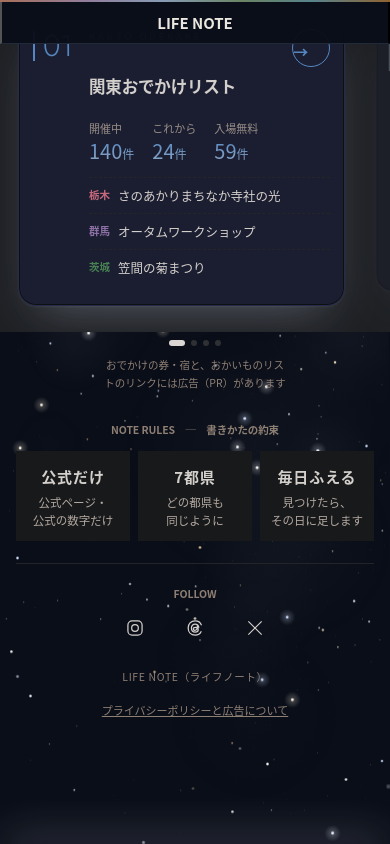 LIFE NOTE
01
→
関東おでかけリスト
開催中 これから 入場無料
140件 24件 59件
栃木 さのあかりまちなか寺社の光
群馬 オータムワークショップ
茨城 笠間の菊まつり
おでかけの券・宿と、おかいものリス
トのリンクには広告（PR）があります
NOTE RULES — 書きかたの約束
公式だけ
公式ページ・
公式の数字だけ
7都県
どの都県も
同じように
毎日ふえる
見つけたら、
その日に足します
FOLLOW
LIFE NOTE（ライフノート）
プライバシーポリシーと広告について